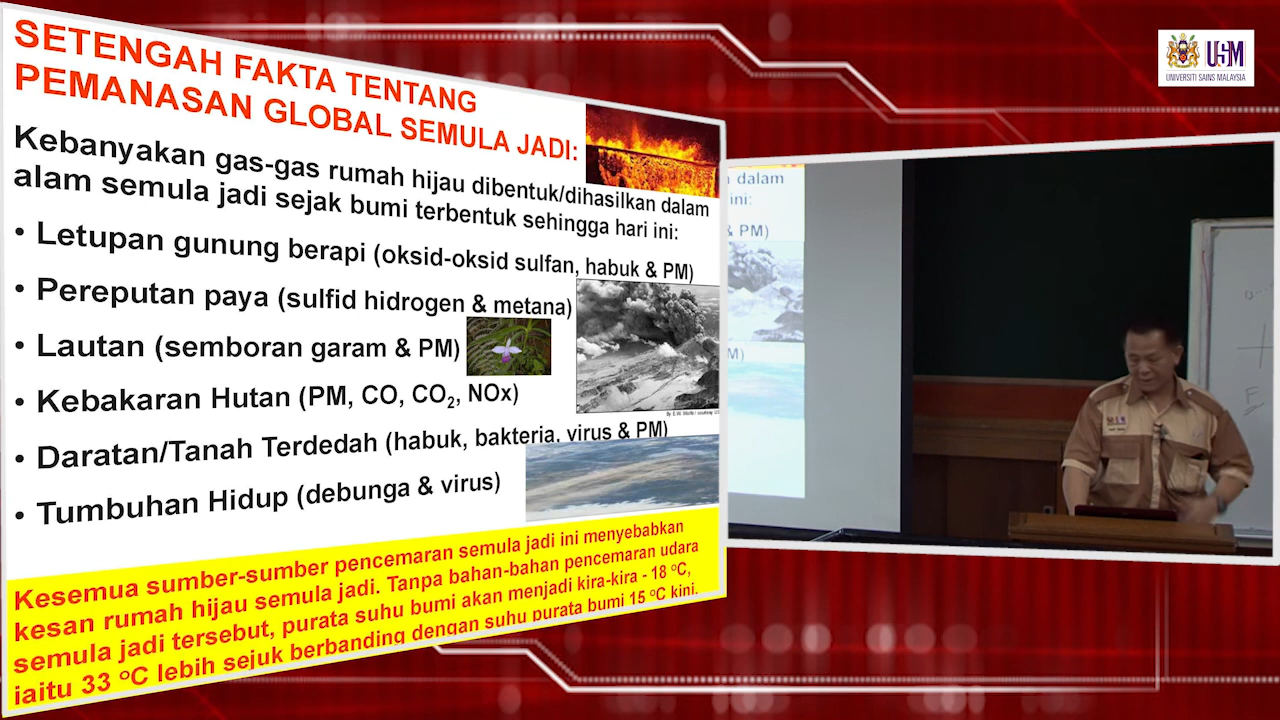 SETENGAH FAKTA TENTANG
PEMANASAN GLOBAL SEMULA JADI:
Kebanyakan gas-gas rumah hijau dibentuk/dihasilkan dalam
alam semula jadi sejak bumi terbentuk sehingga hari ini:
• Letupan gunung berapi (oksid-oksid sulfan, habuk & PM)
• Pereputan paya (sulfid hidrogen & metana)
• Lautan (semboran garam & PM)
• Kebakaran Hutan (PM, CO, CO₂, NOx)
• Daratan/Tanah Terdedah (habuk, bakteria, virus & PM)
• Tumbuhan Hidup (debunga & virus)
Kesemua sumber-sumber pencemaran semula jadi ini menyebabkan
kesan rumah hijau semula jadi. Tanpa bahan-bahan pencemaran udara
semula jadi tersebut, purata suhu bumi akan menjadi kira-kira - 18 °C,
iaitu 33 °C lebih sejuk berbanding dengan suhu purata bumi 15 °C kini.
USM
UNIVERSITI SAINS MALAYSIA
dalam
ini:
& PM)
M)